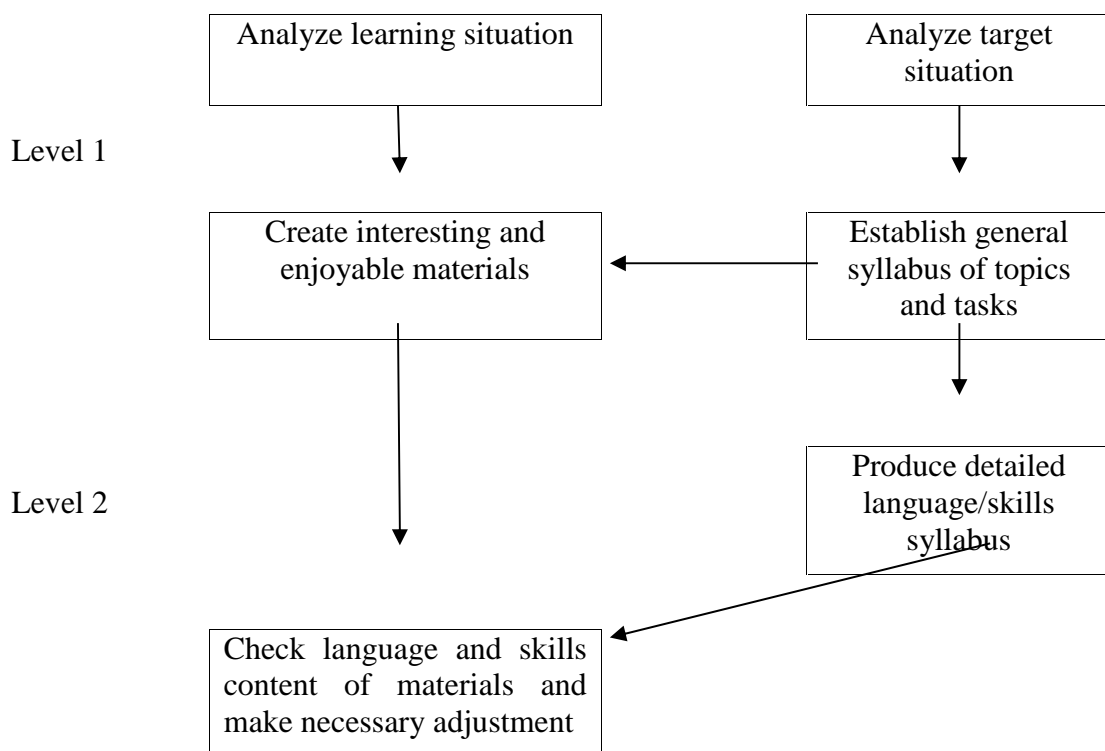 Analyze learning situation
Analyze target
situation
Level 1
Create interesting and
enjoyable materials
Establish general
syllabus of topics
and tasks
Level 2
Produce detailed
language/skills
syllabus
Check language and skills
content of materials and
make necessary adjustment